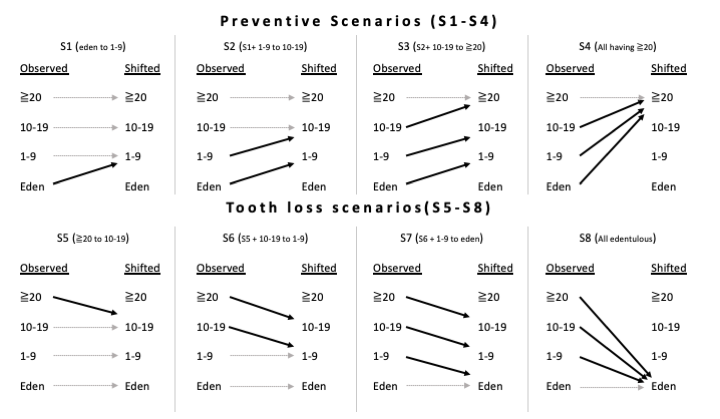 Preventive Scenarios (S1-S4)
S1 (eden to 1-9)
Observed Shifted
≧20 ≧20
10-19 10-19
1-9 1-9
Eden Eden
S2 (S1+ 1-9 to 10-19)
Observed Shifted
≧20 ≧20
10-19 10-19
1-9 1-9
Eden Eden
S3 (S2+ 10-19 to ≧20)
Observed Shifted
≧20 ≧20
10-19 10-19
1-9 1-9
Eden Eden
S4 (All having ≧20)
Observed Shifted
≧20 ≧20
10-19 10-19
1-9 1-9
Eden Eden
Tooth loss scenarios(S5-S8)
S5 (≧20 to 10-19)
Observed Shifted
≧20 ≧20
10-19 10-19
1-9 1-9
Eden Eden
S6 (S5 + 10-19 to 1-9)
Observed Shifted
≧20 ≧20
10-19 10-19
1-9 1-9
Eden Eden
S7 (S6 + 1-9 to eden)
Observed Shifted
≧20 ≧20
10-19 10-19
1-9 1-9
Eden Eden
S8 (All edentulous)
Observed Shifted
≧20 ≧20
10-19 10-19
1-9 1-9
Eden Eden